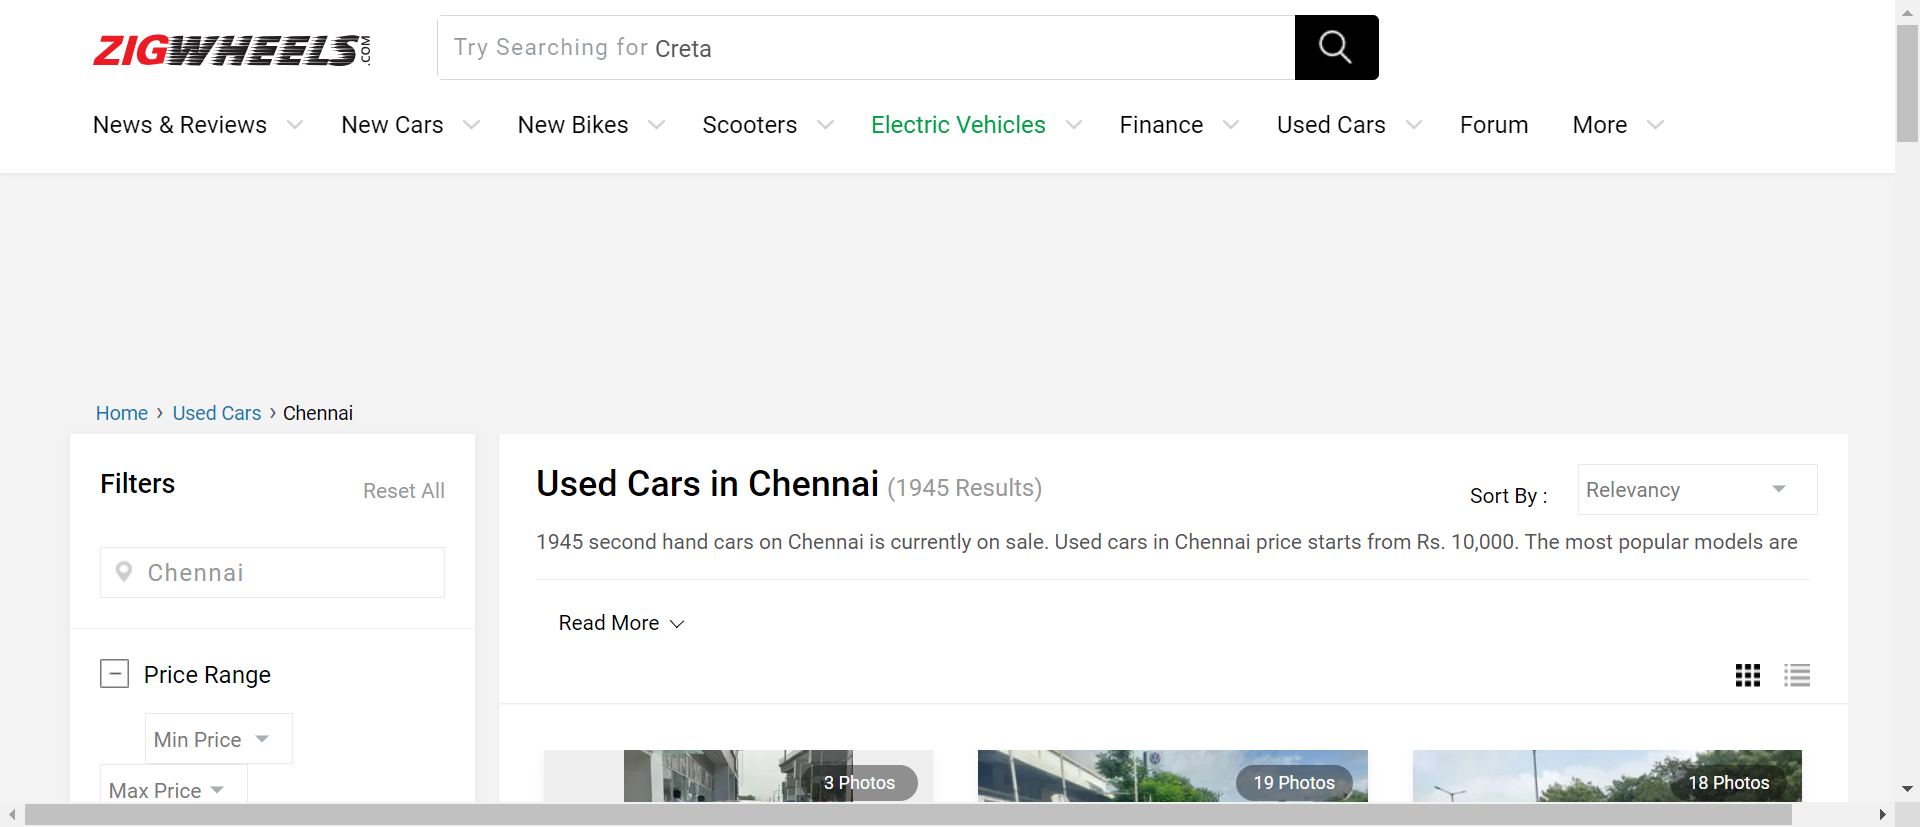 ZIGWHEELS.COM
Try Searching for Creta
News & Reviews New Cars New Bikes Scooters Electric Vehicles Finance Used Cars Forum More
Home › Used Cars › Chennai
Filters
Reset All
Chennai
Price Range
Min Price
Max Price
Used Cars in Chennai (1945 Results)
Sort By : Relevancy
1945 second hand cars on Chennai is currently on sale. Used cars in Chennai price starts from Rs. 10,000. The most popular models are
Read More
3 Photos
19 Photos
18 Photos